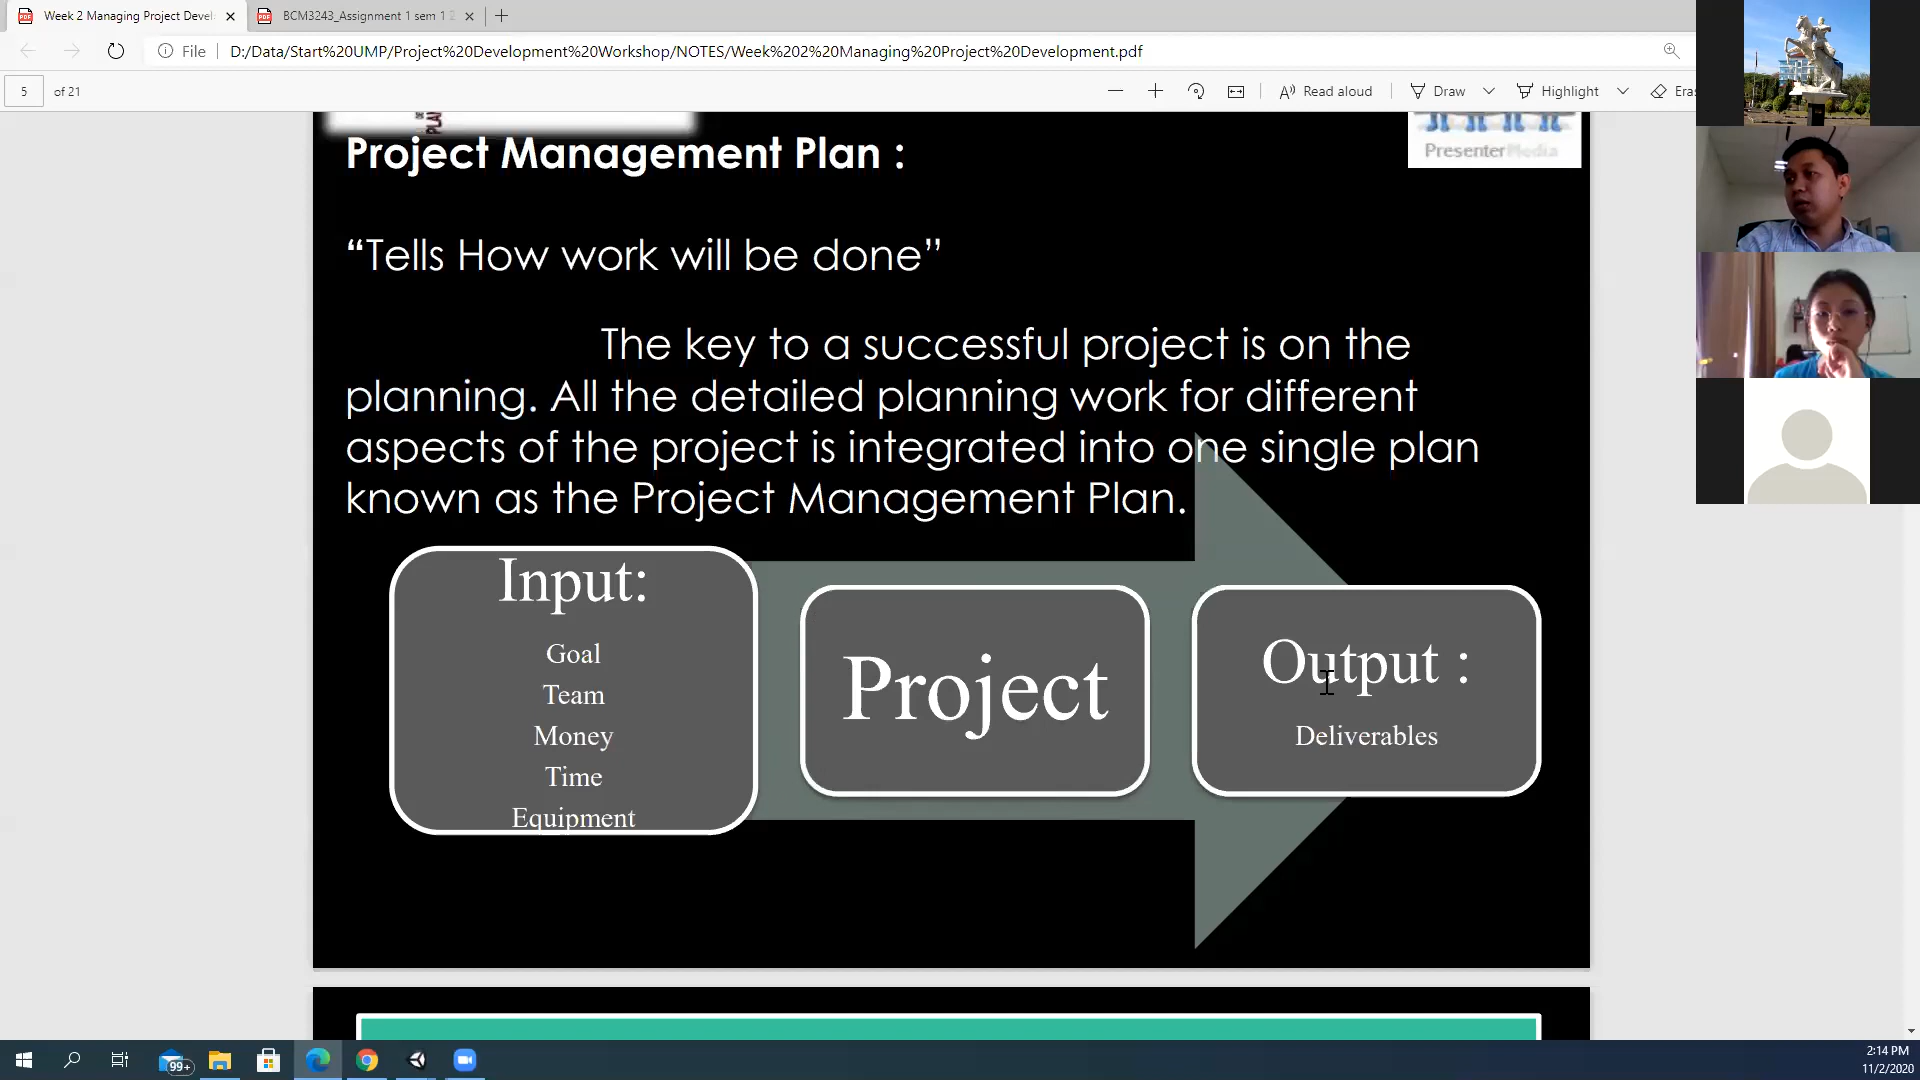 Week 2 Managing Project Devel
BCM3243_Assignment 1 sem 1 2
File
D:/Data/Start%20UMP/Project%20Development%20Workshop/NOTES/Week%202%20Managing%20Project%20Development.pdf
5
of 21
Read aloud
Draw
Highlight
Eras
PLA
PresenterMedia
Project Management Plan :
“Tells How work will be done”
The key to a successful project is on the
planning. All the detailed planning work for different
aspects of the project is integrated into one single plan
known as the Project Management Plan.
Input:
Goal
Team
Money
Time
Equipment
Project
Output :
Deliverables
99+
2:14 PM
11/2/2020